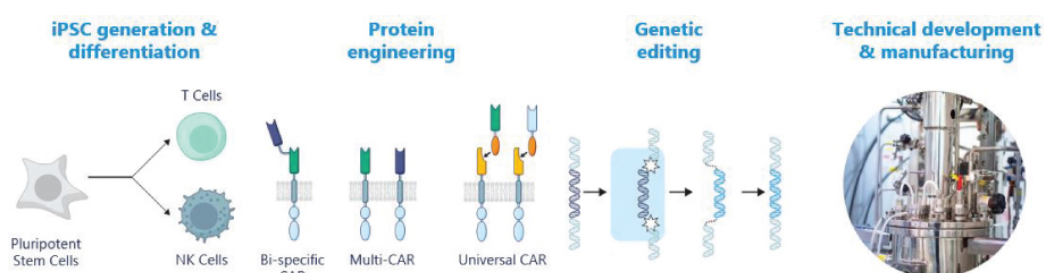 iPSC generation &
differentiation
Protein
engineering
Genetic
editing
Technical development
& manufacturing
T Cells
Pluripotent
Stem Cells
NK Cells
Bi-specific
CAR
Multi-CAR
Universal CAR